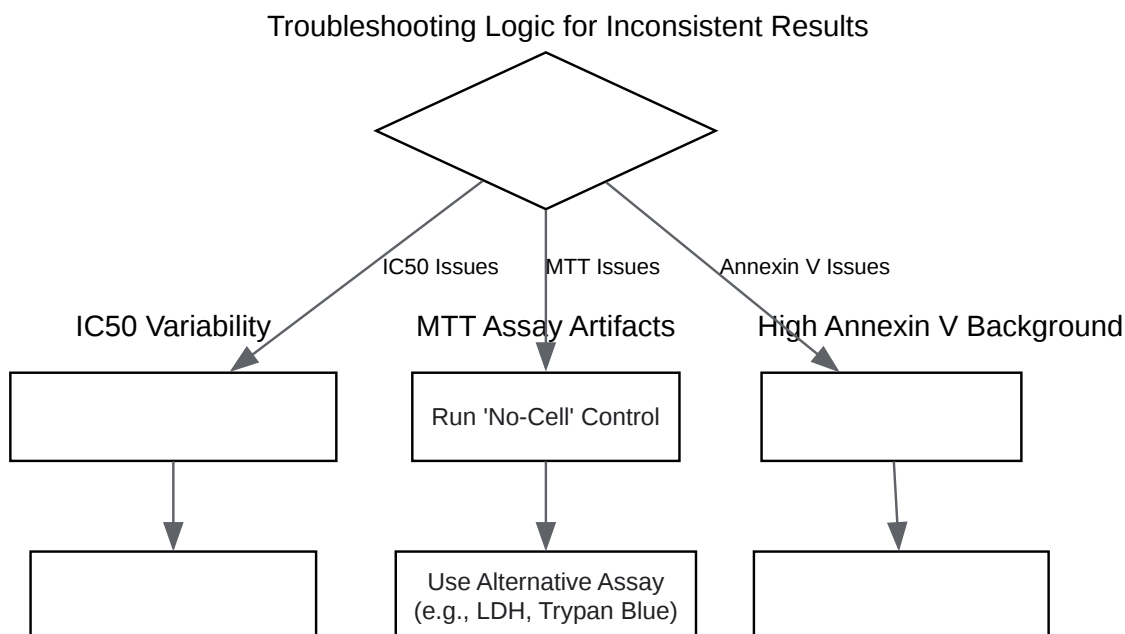 Troubleshooting Logic for Inconsistent Results
IC50 Issues
MTT Issues
Annexin V Issues
IC50 Variability
MTT Assay Artifacts
High Annexin V Background
Run 'No-Cell' Control
Use Alternative Assay
(e.g., LDH, Trypan Blue)